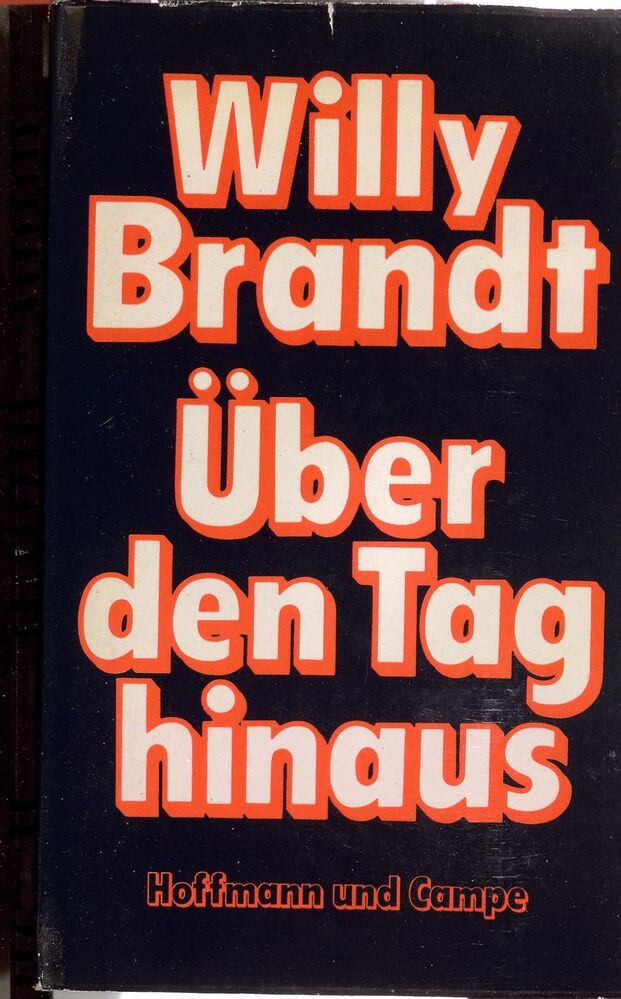 Willy
Brandt
Über
den Tag
hinaus
Hoffmann und Campe